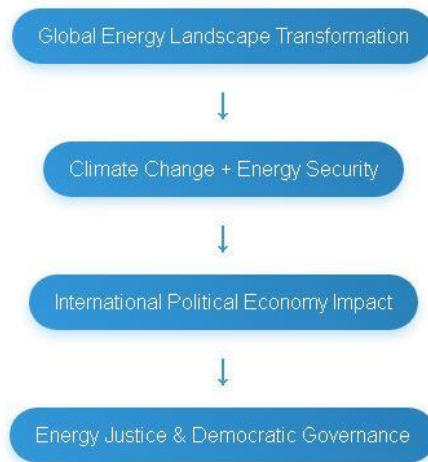 Global Energy Landscape Transformation
↓
Climate Change + Energy Security
↓
International Political Economy Impact
↓
Energy Justice & Democratic Governance